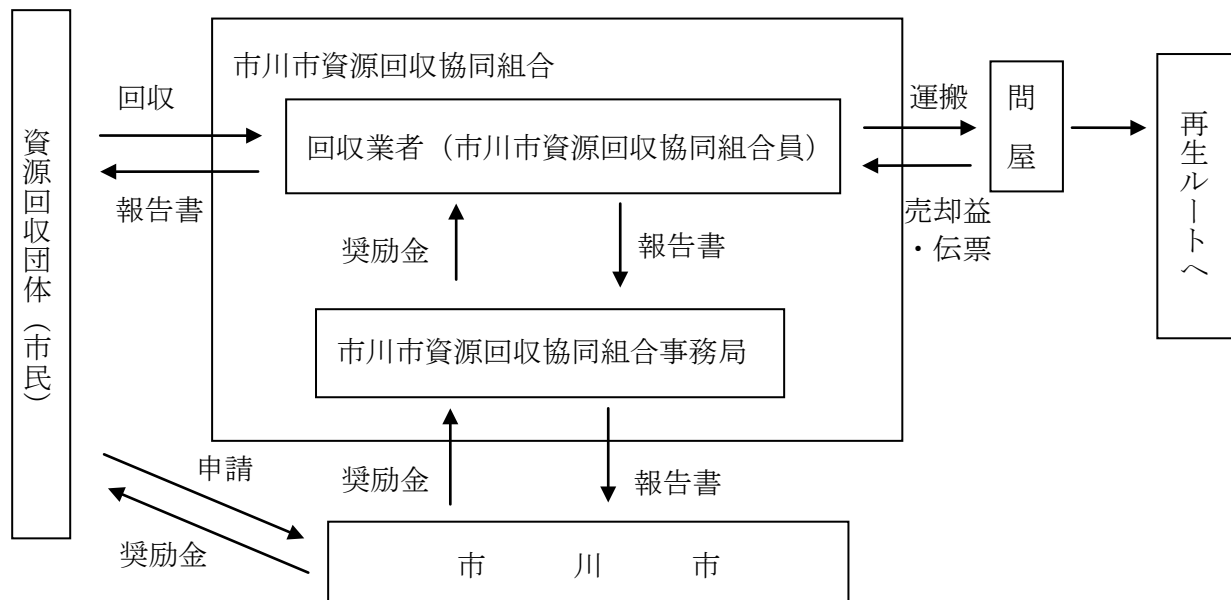 資源回収団体（市民）
市川市資源回収協同組合
回収
報告書
回収業者（市川市資源回収協同組合員）
運搬
売却益
・伝票
問屋
再生ルートへ
奨励金
報告書
市川市資源回収協同組合事務局
申請
奨励金
奨励金
報告書
市川市